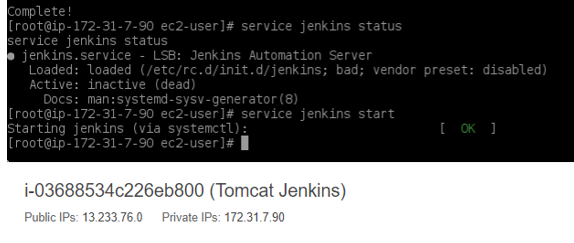 Complete!
[root@ip-172-31-7-90 ec2-user]# service jenkins status
service jenkins status
● jenkins.service - LSB: Jenkins Automation Server
   Loaded: loaded (/etc/rc.d/init.d/jenkins; bad; vendor preset: disabled)
   Active: inactive (dead)
     Docs: man:systemd-sysv-generator(8)
[root@ip-172-31-7-90 ec2-user]# service jenkins start
Starting jenkins (via systemctl):                          [  OK  ]
[root@ip-172-31-7-90 ec2-user]#
i-03688534c226eb800 (Tomcat Jenkins)
Public IPs: 13.233.76.0    Private IPs: 172.31.7.90